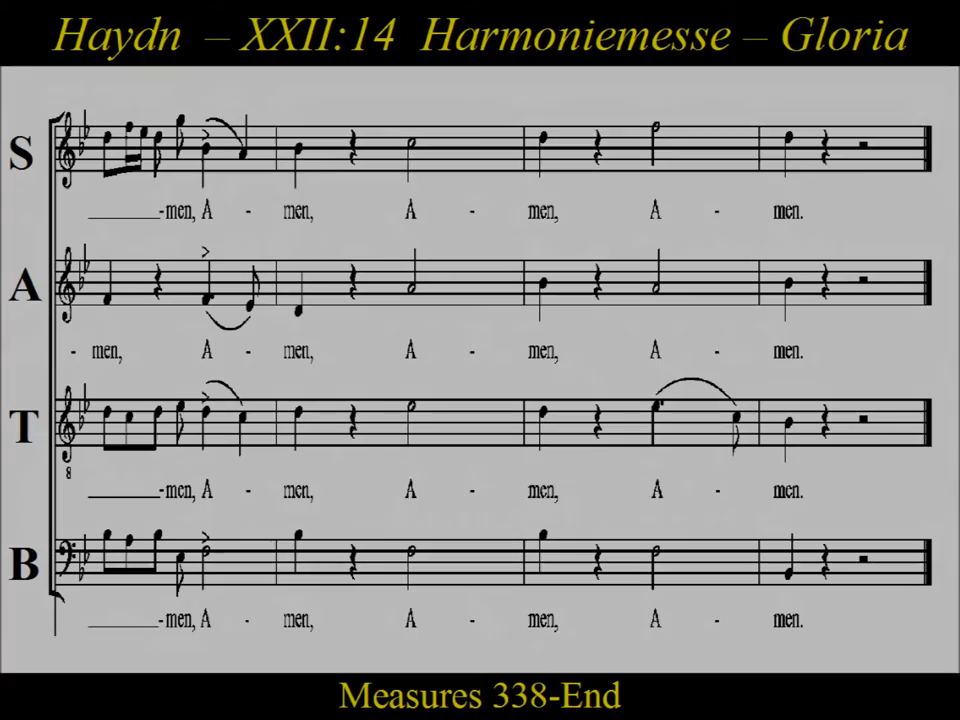 Haydn – XXII:14 Harmoniemesse – Gloria
S
-men, A - men, A - men, A - men.
A
- men, A - men, A - men, A - men.
T
8
-men, A - men, A - men, A - men.
B
-men, A - men, A - men, A - men.
Measures 338-End